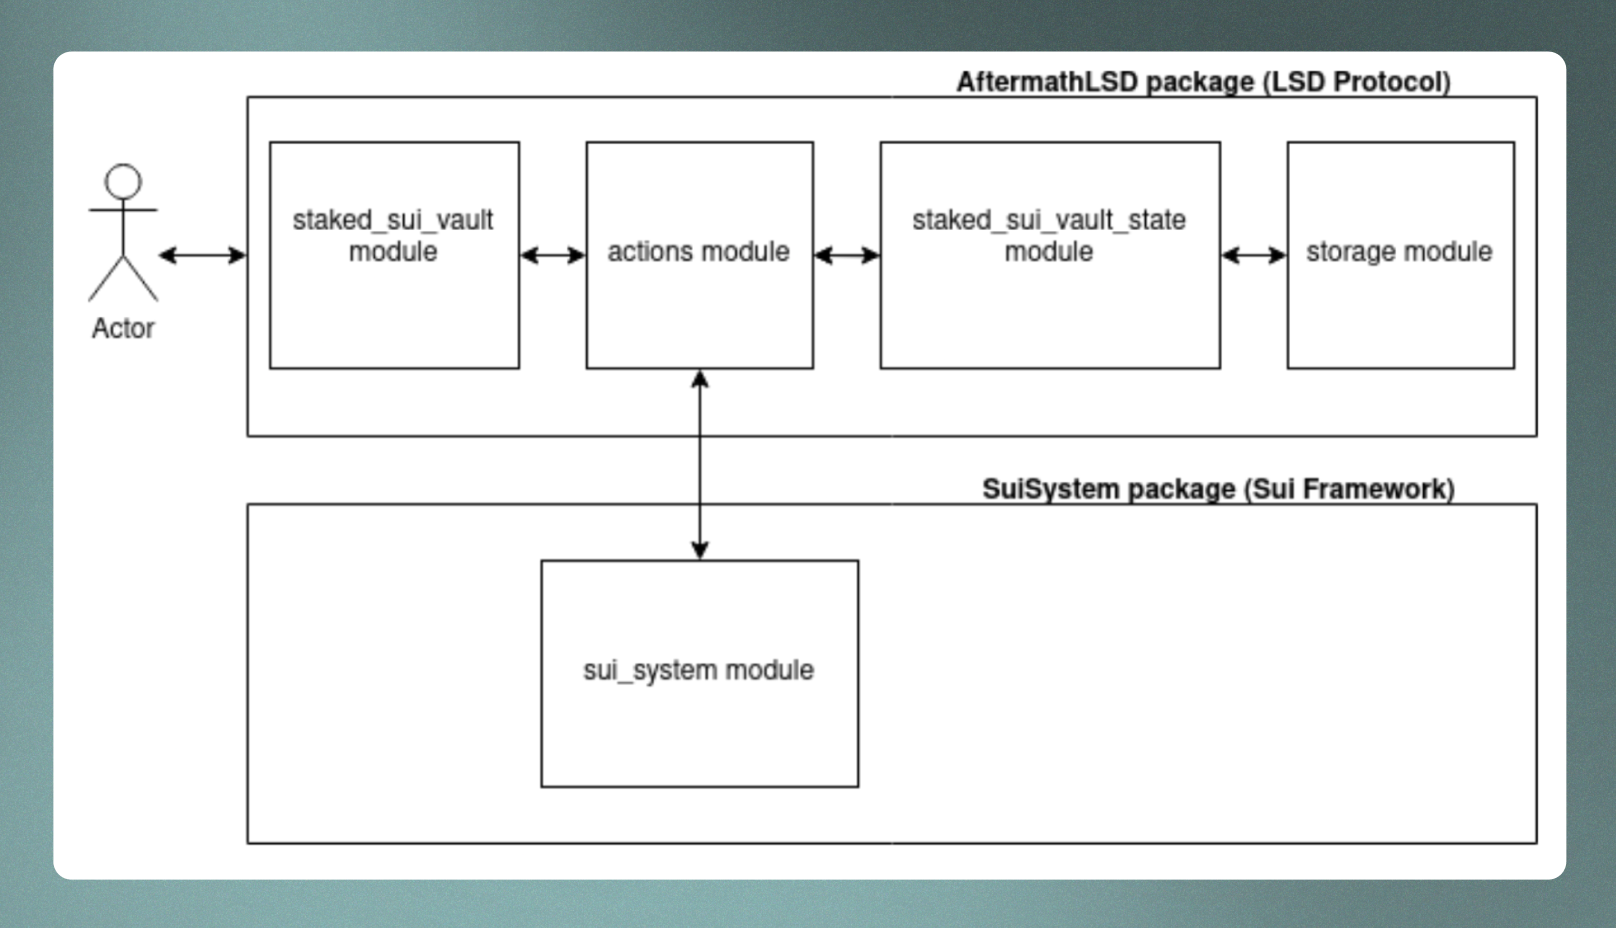 AftermathLSD package (LSD Protocol)
staked_sui_vault
module
actions module
staked_sui_vault_state
module
storage module
Actor
SuiSystem package (Sui Framework)
sui_system module